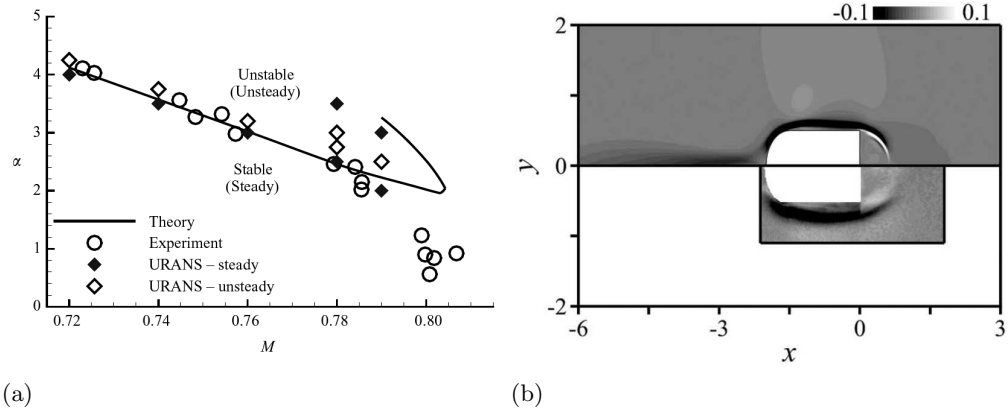 5
4
3
2
1
0
α
0.72
0.74
0.76
0.78
0.80
M
Unstable
(Unsteady)
Stable
(Steady)
Theory
Experiment
URANS – steady
URANS – unsteady
(a)
-0.1
0.1
2
0
0
-2
y
-6
-3
0
3
x
(b)